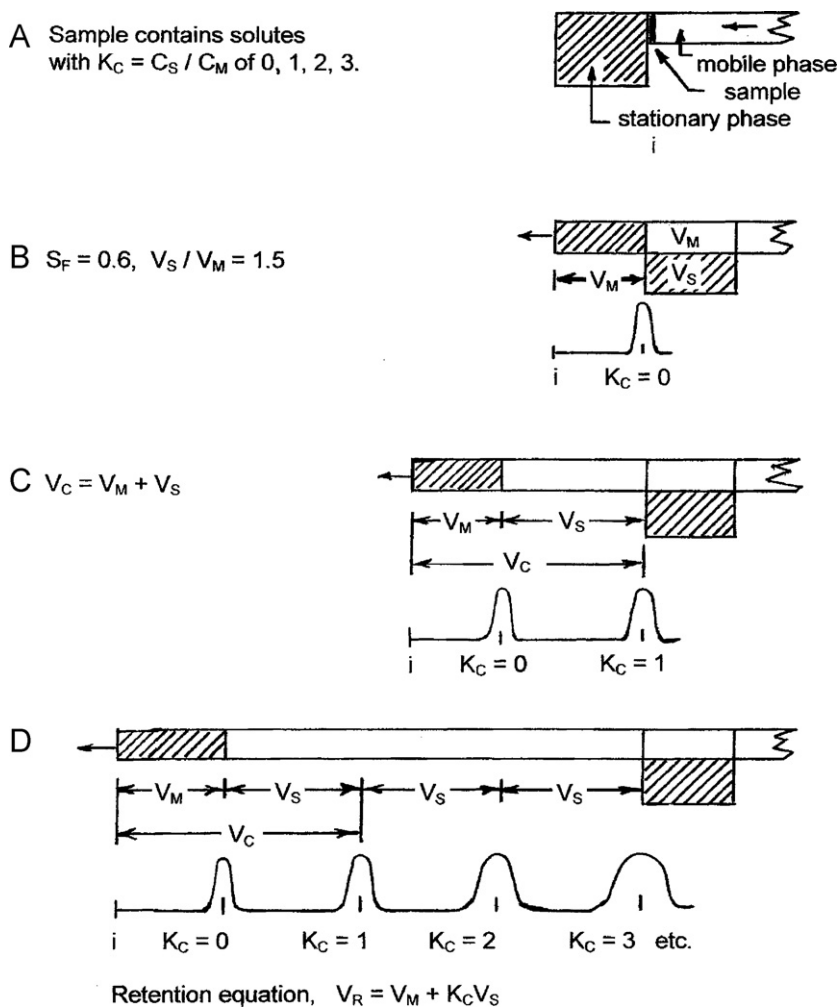 A Sample contains solutes
with K_C = C_S / C_M of 0, 1, 2, 3.
mobile phase
sample
stationary phase
i
B S_F = 0.6, V_S / V_M = 1.5
V_M
V_M V_S
i K_C = 0
C V_C = V_M + V_S
V_M V_S
V_C
i K_C = 0 K_C = 1
D
V_M V_S V_S V_S
V_C
i K_C = 0 K_C = 1 K_C = 2 K_C = 3 etc.
Retention equation, V_R = V_M + K_CV_S